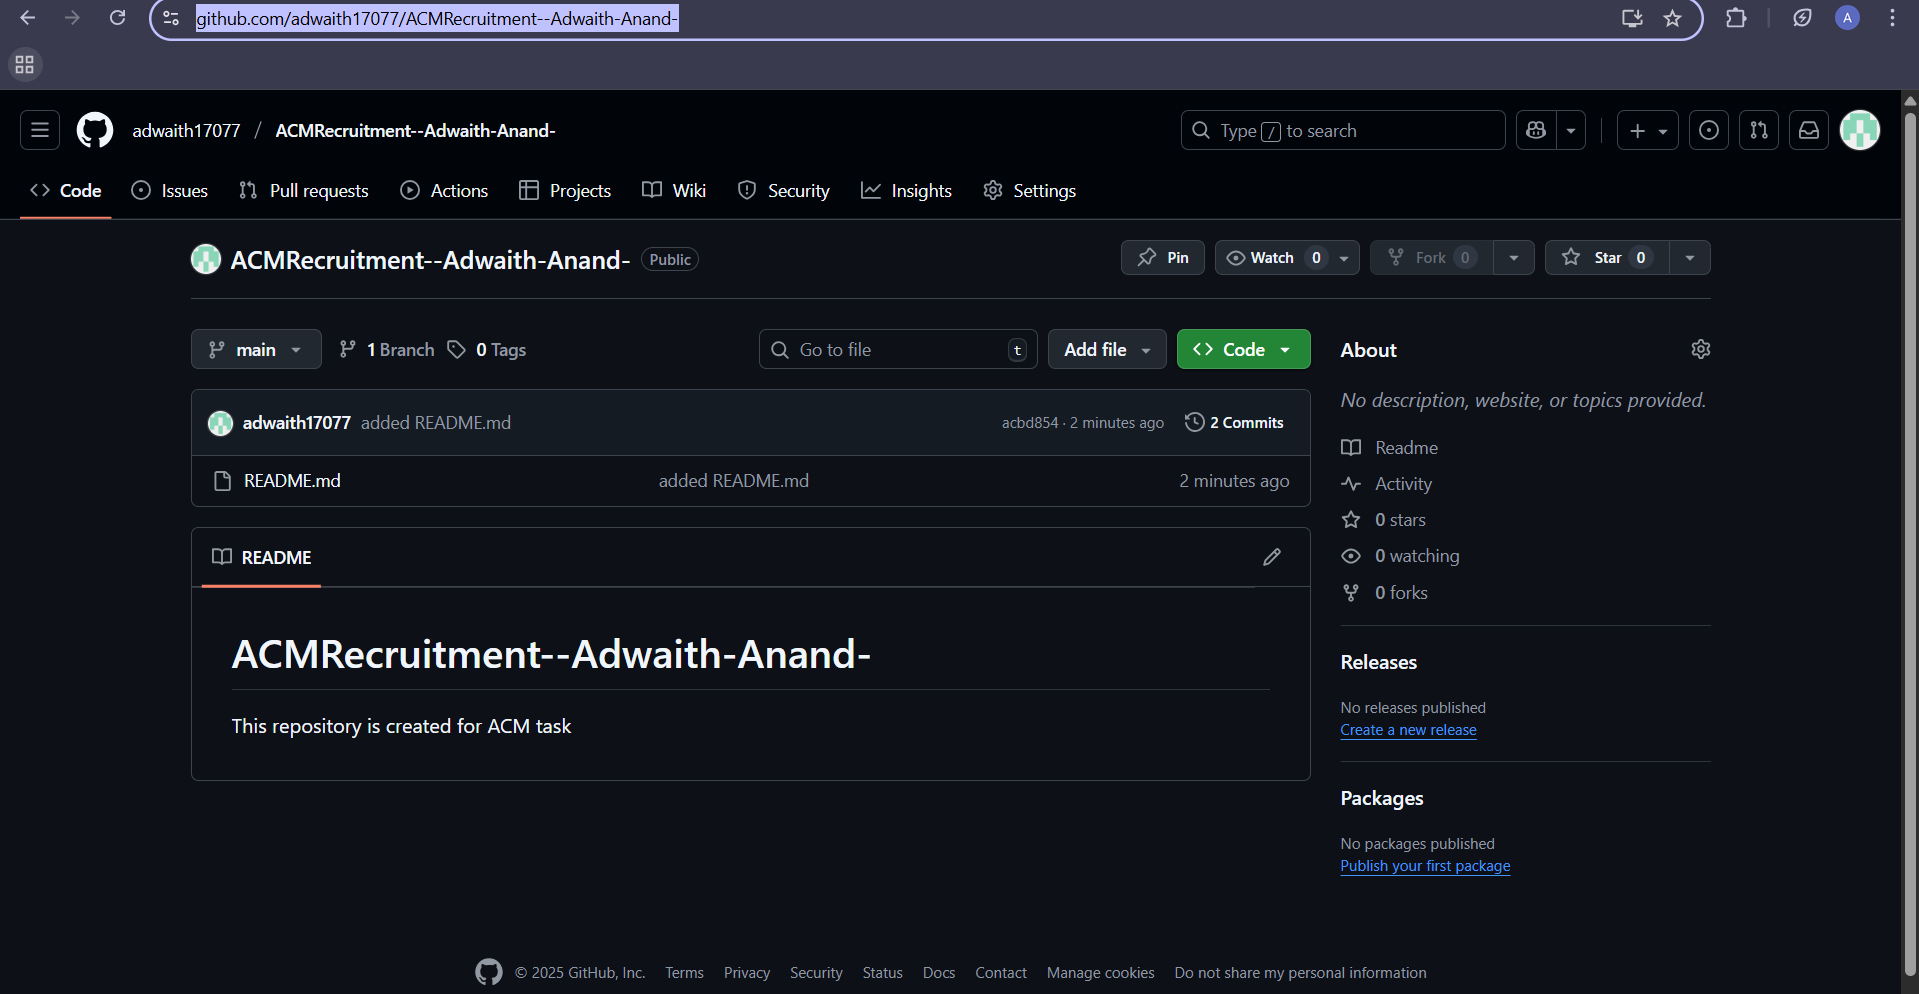 github.com/adwaith17077/ACMRecruitment--Adwaith-Anand-
A
adwaith17077 / ACMRecruitment--Adwaith-Anand-
Type / to search
Code Issues Pull requests Actions Projects Wiki Security Insights Settings
ACMRecruitment--Adwaith-Anand- Public
Pin Watch 0 Fork 0 Star 0
main 1 Branch 0 Tags Go to file t Add file Code
adwaith17077 added README.md acbd854 · 2 minutes ago 2 Commits
README.md added README.md 2 minutes ago
README
ACMRecruitment--Adwaith-Anand-
This repository is created for ACM task
About
No description, website, or topics provided.
Readme
Activity
0 stars
0 watching
0 forks
Releases
No releases published
Create a new release
Packages
No packages published
Publish your first package
© 2025 GitHub, Inc. Terms Privacy Security Status Docs Contact Manage cookies Do not share my personal information